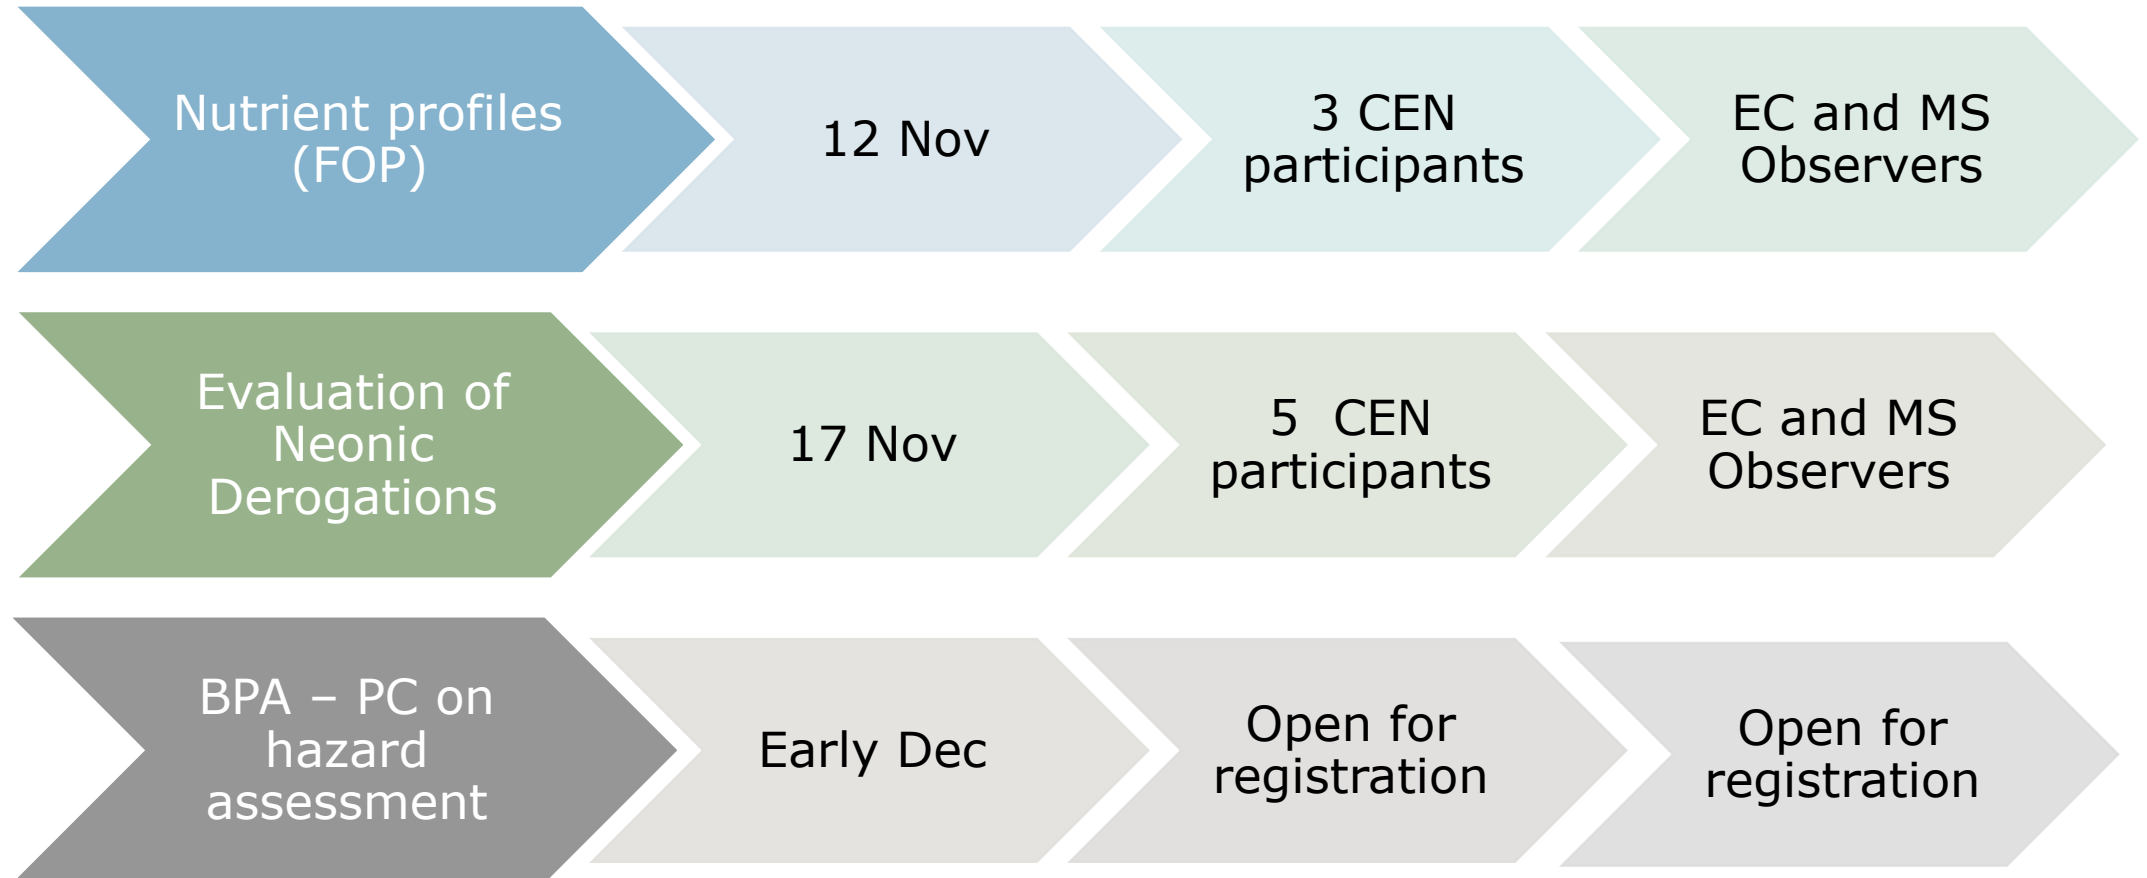 Nutrient profiles
(FOP)
12 Nov
3 CEN
participants
EC and MS
Observers
Evaluation of
Neonic
Derogations
17 Nov
5  CEN
participants
EC and MS
Observers
BPA – PC on
hazard
assessment
Early Dec
Open for
registration
Open for
registration